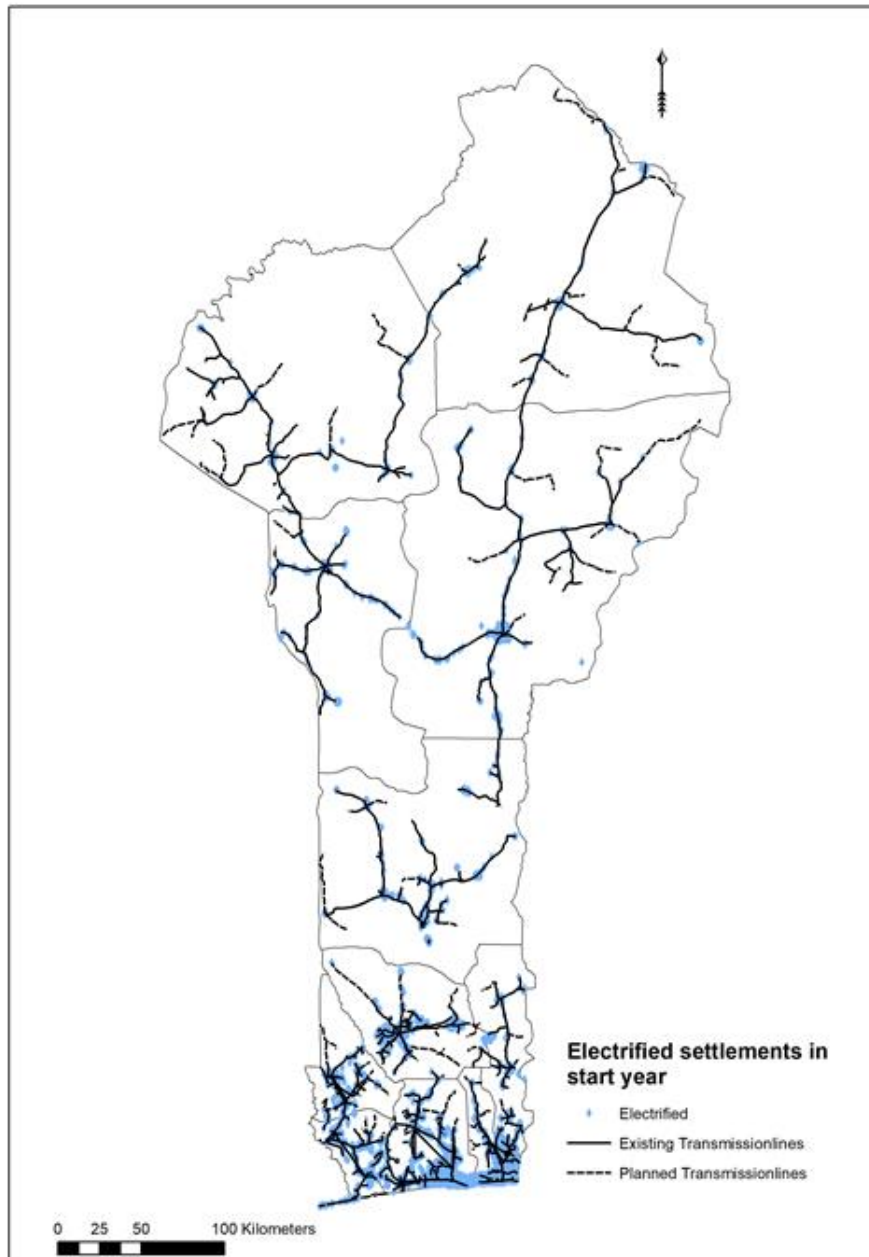 Electrified settlements in
start year
Electrified
Existing Transmissionlines
Planned Transmissionlines
0 25 50 100 Kilometers